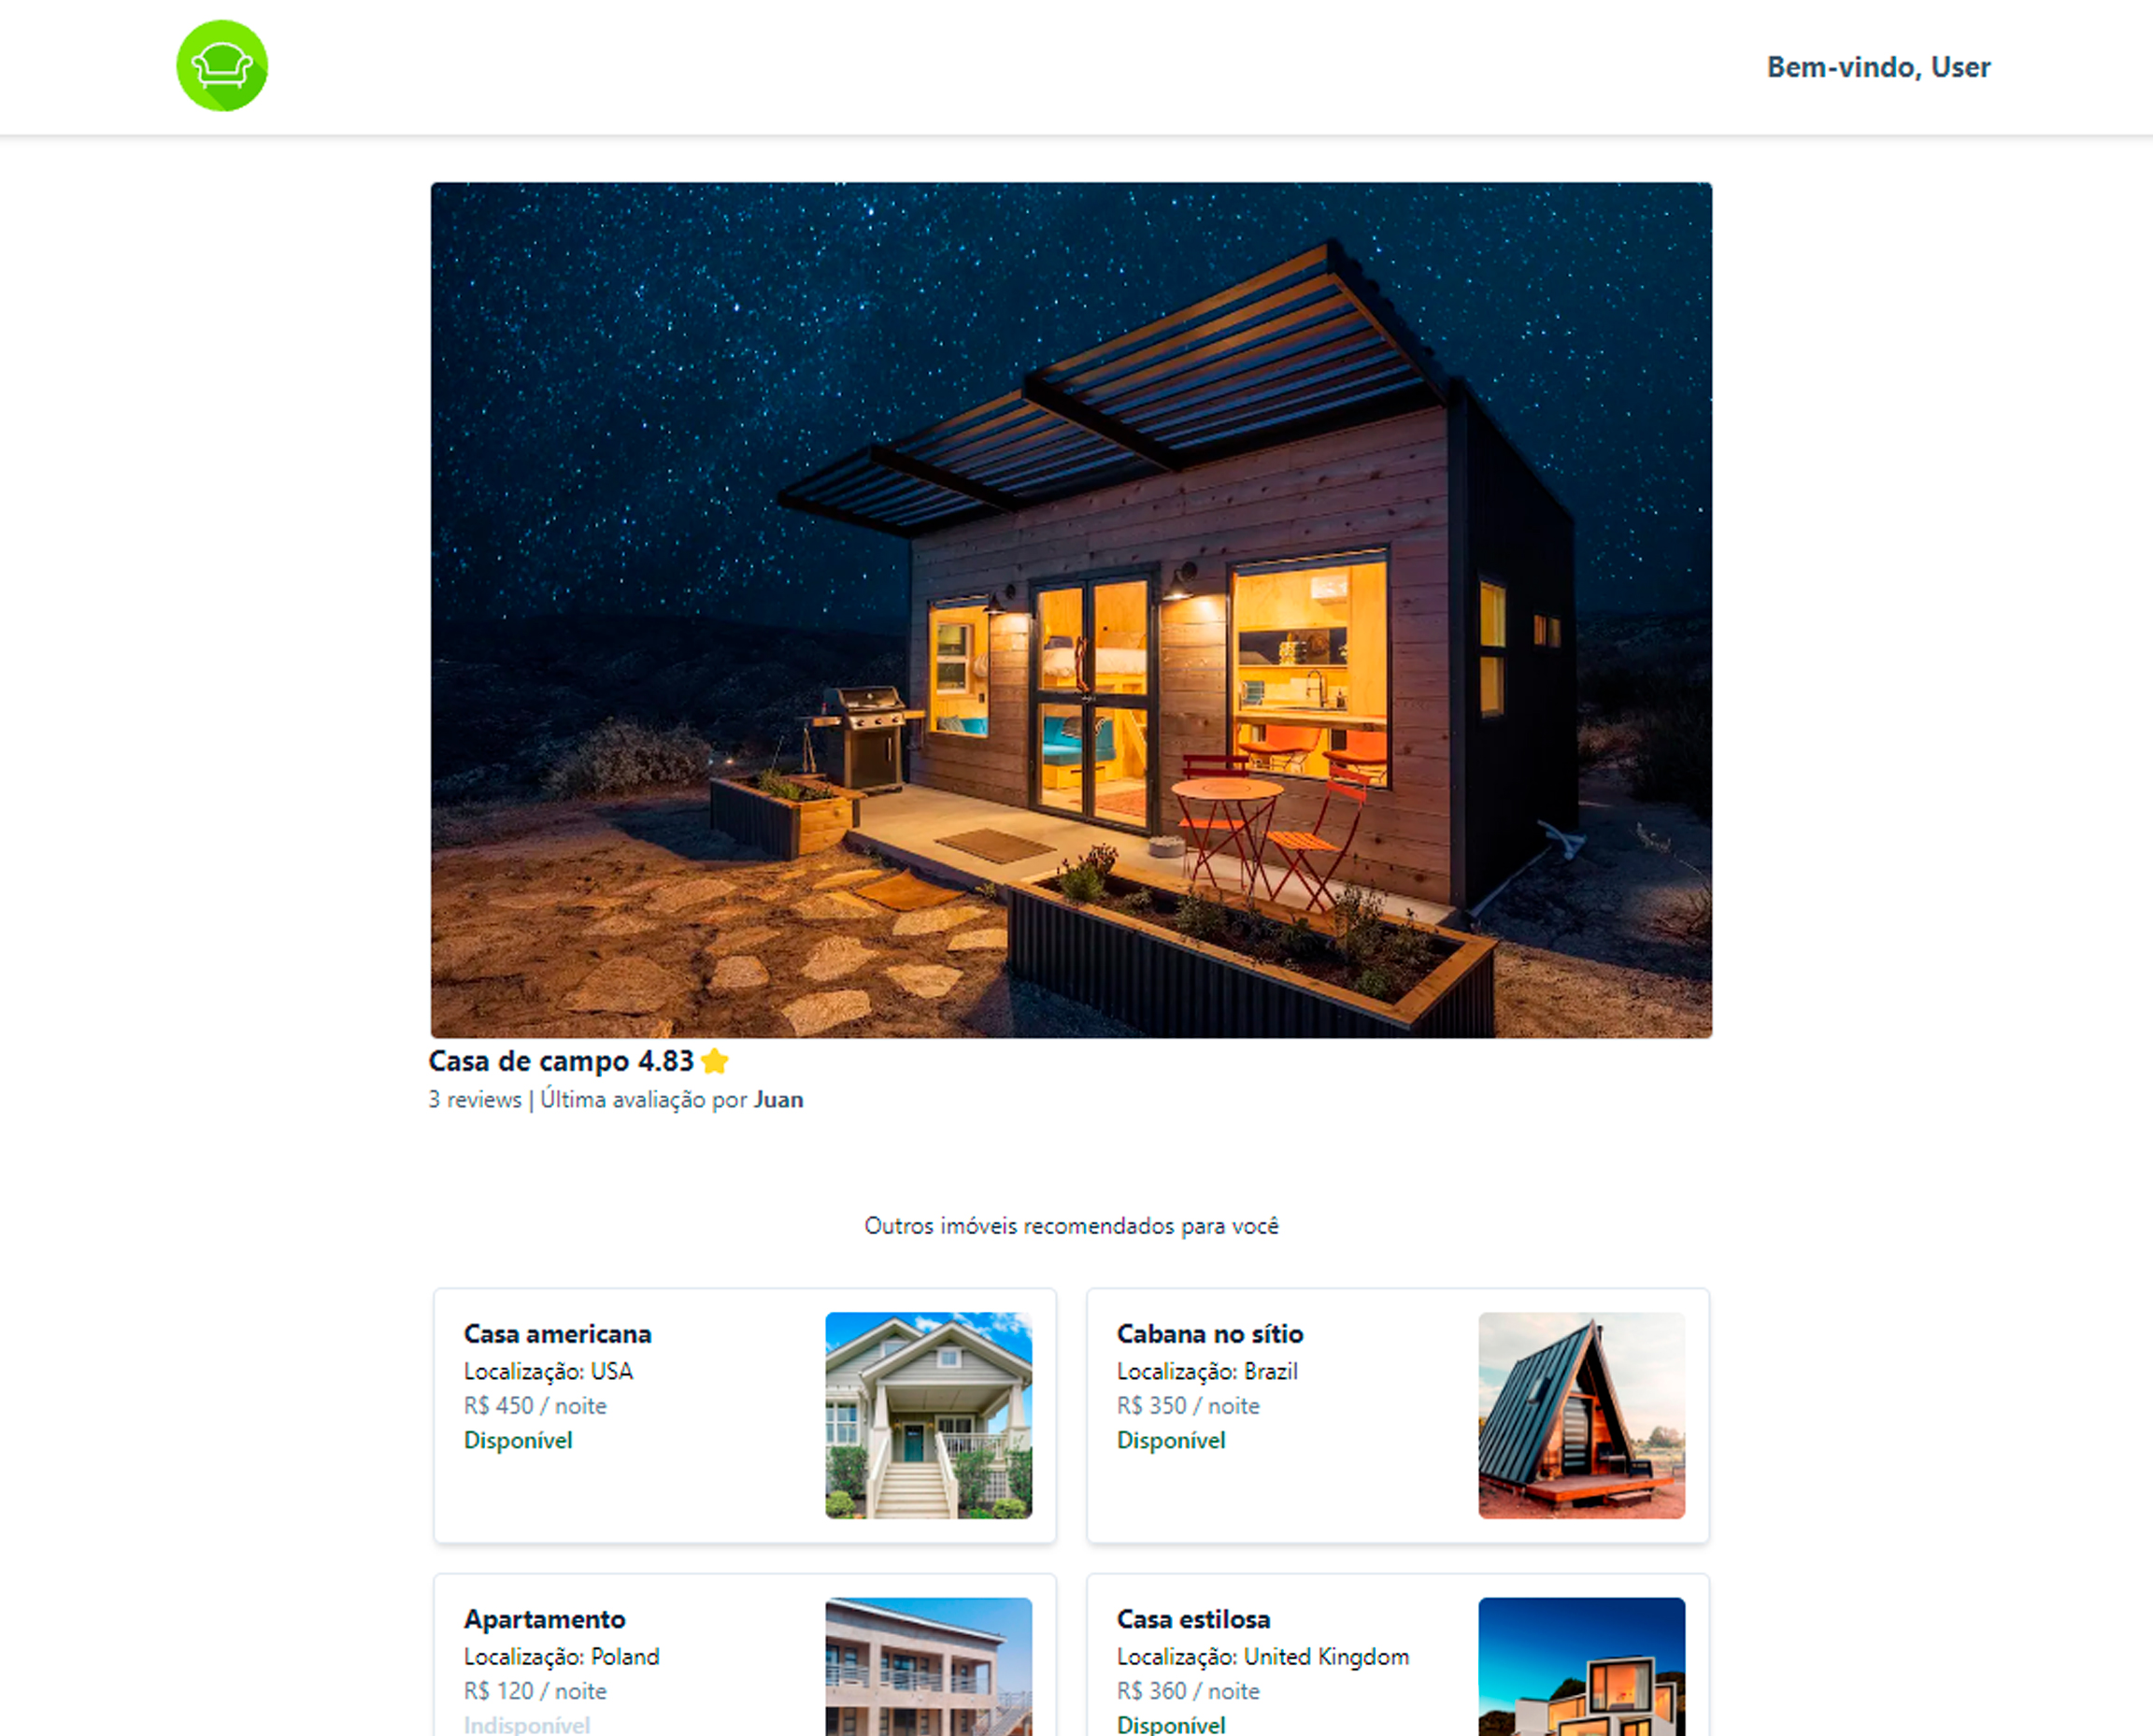 Bem-vindo, User
Casa de campo 4.83
3 reviews | Última avaliação por Juan
Outros imóveis recomendados para você
Casa americana
Localização: USA
R$ 450 / noite
Disponível
Cabana no sítio
Localização: Brazil
R$ 350 / noite
Disponível
Apartamento
Localização: Poland
R$ 120 / noite
Indisponível
Casa estilosa
Localização: United Kingdom
R$ 360 / noite
Disponível